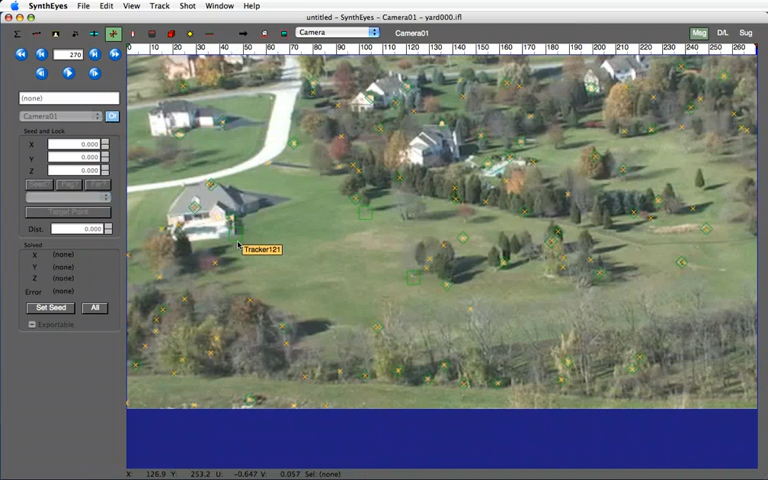 SynthEyes File Edit View Track Shot Window Help
untitled - SynthEyes - Camera01 - yard000.ifl
Camera
Camera01
Msg D/L Sug
270
0 10 20 30 40 50 60 70 80 90 100 110 120 130 140 150 160 170 180 190 200 210 220 230 240 250 260
(none)
Camera01
Seed and Lock
X 0.000
Y 0.000
Z 0.000
Target Point
Dist. 0.000
Solved
X (none)
Y (none)
Z (none)
Error (none)
Set Seed All
Exportable
Tracker121
X: 126.9 Y: 253.2 U: -0.647 V: 0.057 Sel: (none)